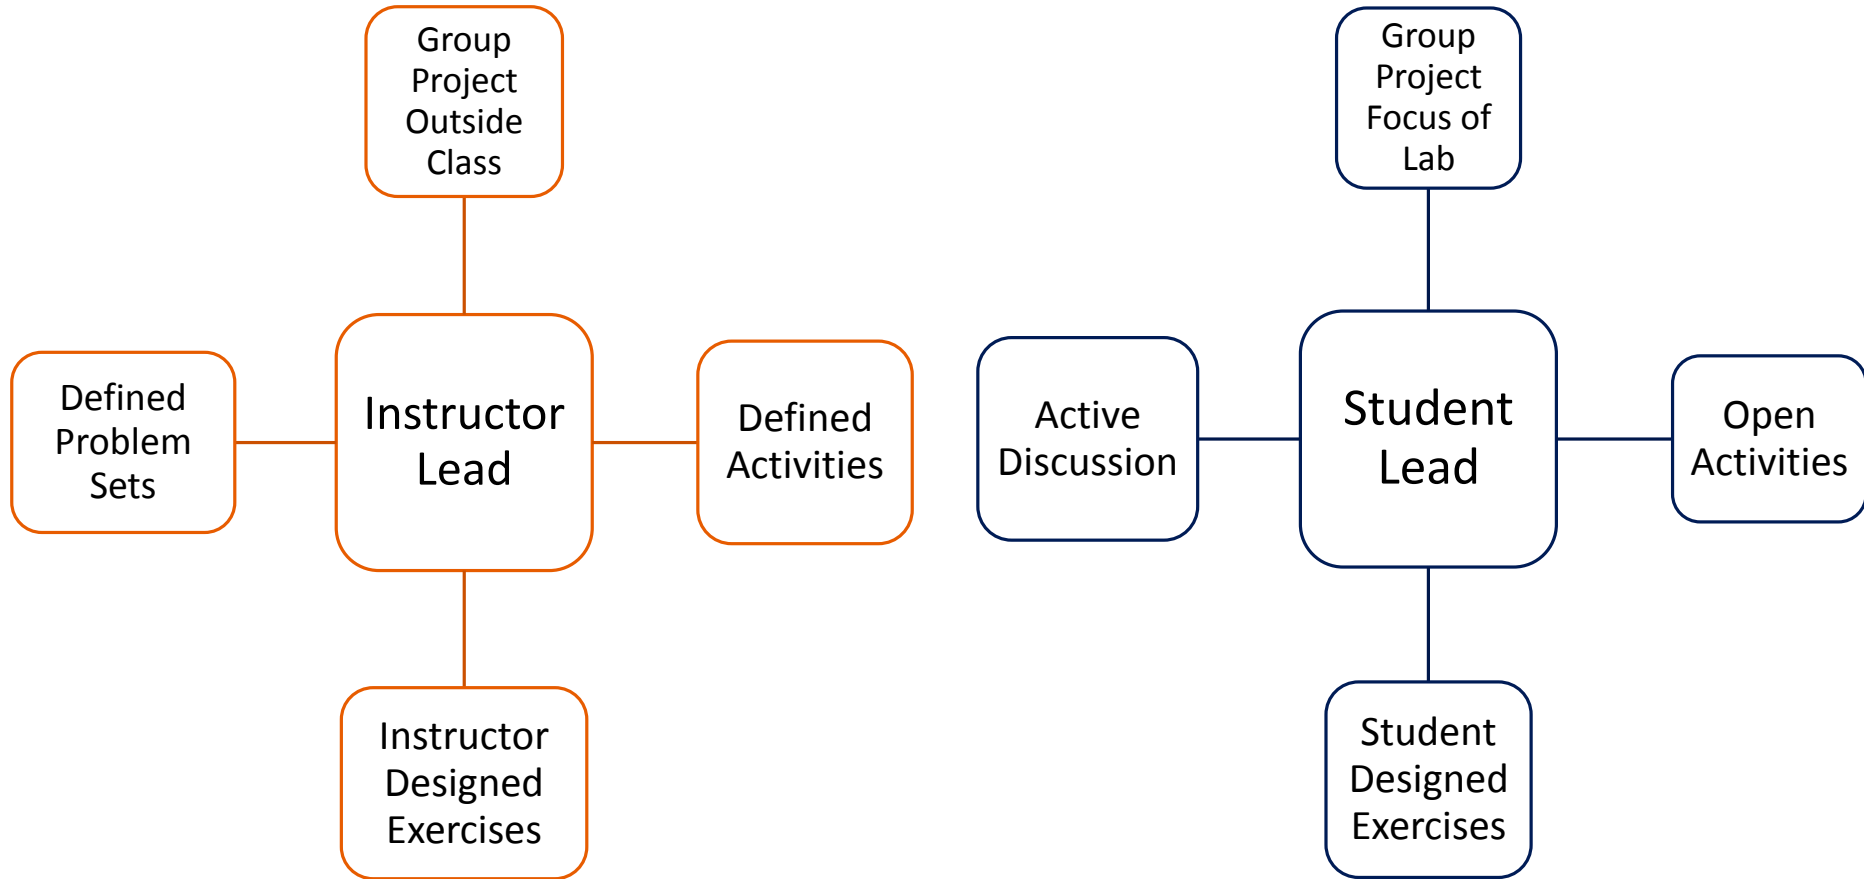 Group
Project
Outside
Class
Defined
Problem
Sets
Instructor
Lead
Defined
Activities
Instructor
Designed
Exercises
Group
Project
Focus of
Lab
Active
Discussion
Student
Lead
Open
Activities
Student
Designed
Exercises